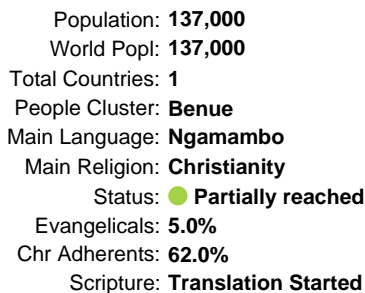 Population: 137,000
World Popl: 137,000
Total Countries: 1
People Cluster: Benue
Main Language: Ngamambo
Main Religion: Christianity
Status: Partially reached
Evangelicals: 5.0%
Chr Adherents: 62.0%
Scripture: Translation Started